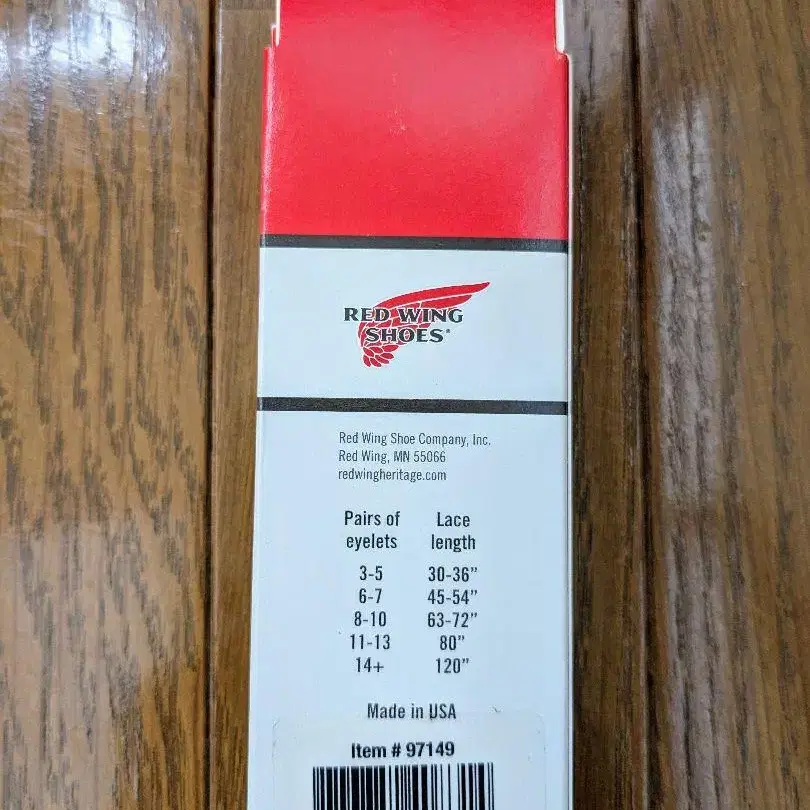 RED WING
SHOES®
Red Wing Shoe Company, Inc.
Red Wing, MN 55066
redwingheritage.com
Pairs of eyelets Lace length
3-5 30-36”
6-7 45-54”
8-10 63-72”
11-13 80”
14+ 120”
Made in USA
Item # 97149